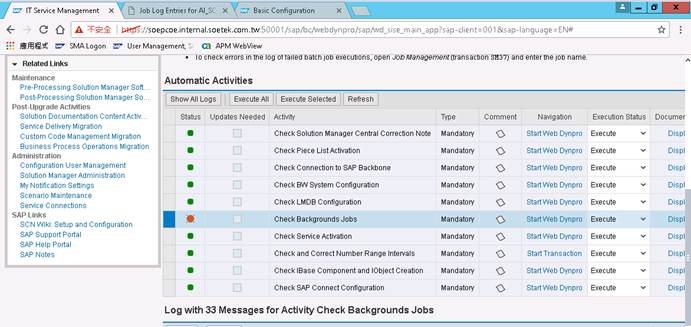 IT Service Management
Job Log Entries for AI_SC
Basic Configuration
不安全
https://soepcoe.internal.soetek.com.tw:50001/sap/bc/webdynpro/sap/wd_sise_main_app?sap-client=001&sap-language=EN#
應用程式
SMA Logon
User Management, S
APM WebView
Related Links
Maintenance
Pre-Processing Solution Manager Soft...
Post-Processing Solution Manager So...
Post-Upgrade Activities
Solution Documentation Content Activ...
Service Delivery Migration
Custom Code Management Migration
Business Process Operations Migration
Administration
Configuration User Management
Solution Manager Administration
My Notification Settings
Scenario Maintenance
Service Connections
SAP Links
SCN Wiki: Setup and Configuration
SAP Support Portal
SAP Help Portal
SAP Notes
To check errors in the log of failed batch job executions, open Job Management (transaction and enter the job name.
Automatic Activities
Show All Logs Execute All Execute Selected Refresh
Status Updates Needed Activity Type Comment Navigation Execution Status Documen
Check Solution Manager Central Correction Note Mandatory Start Web Dynpro Execute Displ
Check Piece List Activation Mandatory Start Web Dynpro Execute Displ
Check Connection to SAP Backbone Mandatory Start Web Dynpro Execute Displ
Check BW System Configuration Mandatory Start Web Dynpro Execute Displ
Check LMDB Configuration Mandatory Start Web Dynpro Execute Displ
Check Backgrounds Jobs Mandatory Start Web Dynpro Execute Displ
Check Service Activation Mandatory Start Web Dynpro Execute Displ
Check and Correct Number Range Intervals Mandatory Start Transaction Execute Displ
Check IBase Component and IObject Creation Mandatory Start Web Dynpro Execute Displ
Check SAP Connect Configuration Mandatory Start Web Dynpro Execute Displ
Log with 33 Messages for Activity Check Backgrounds Jobs